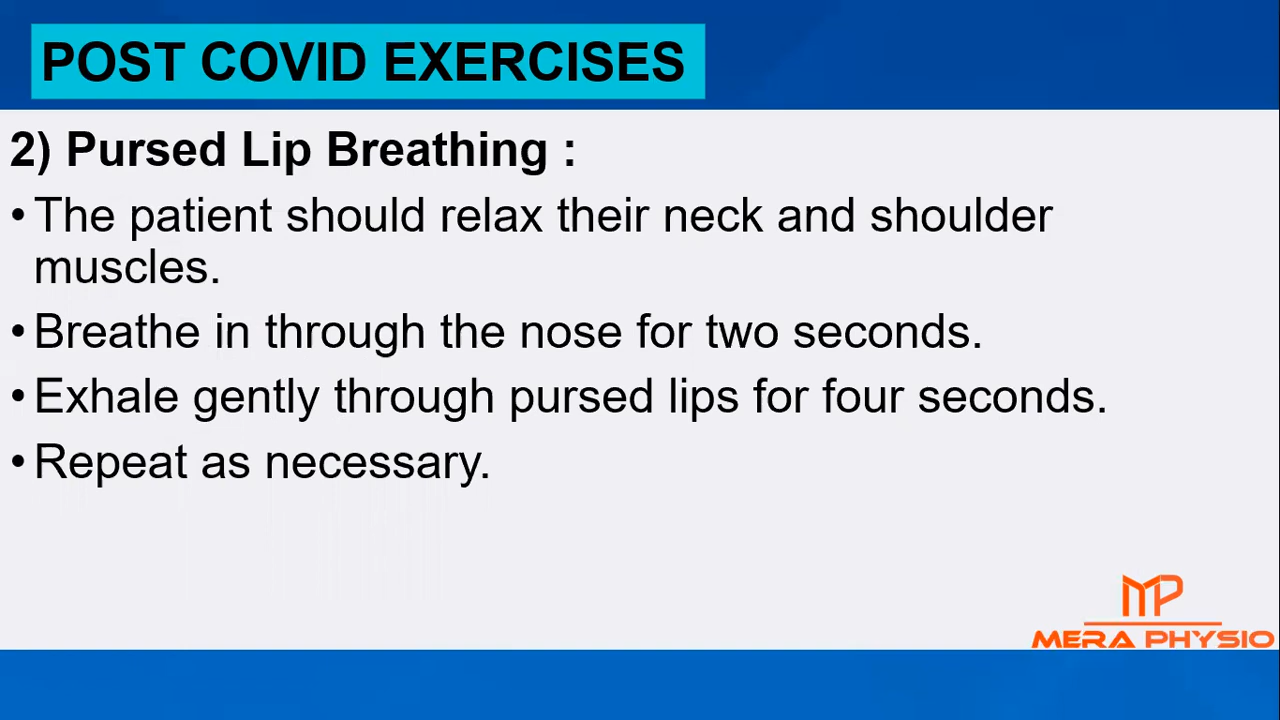 POST COVID EXERCISES
2) Pursed Lip Breathing :
• The patient should relax their neck and shoulder
muscles.
• Breathe in through the nose for two seconds.
• Exhale gently through pursed lips for four seconds.
• Repeat as necessary.
MP
MERA PHYSIO